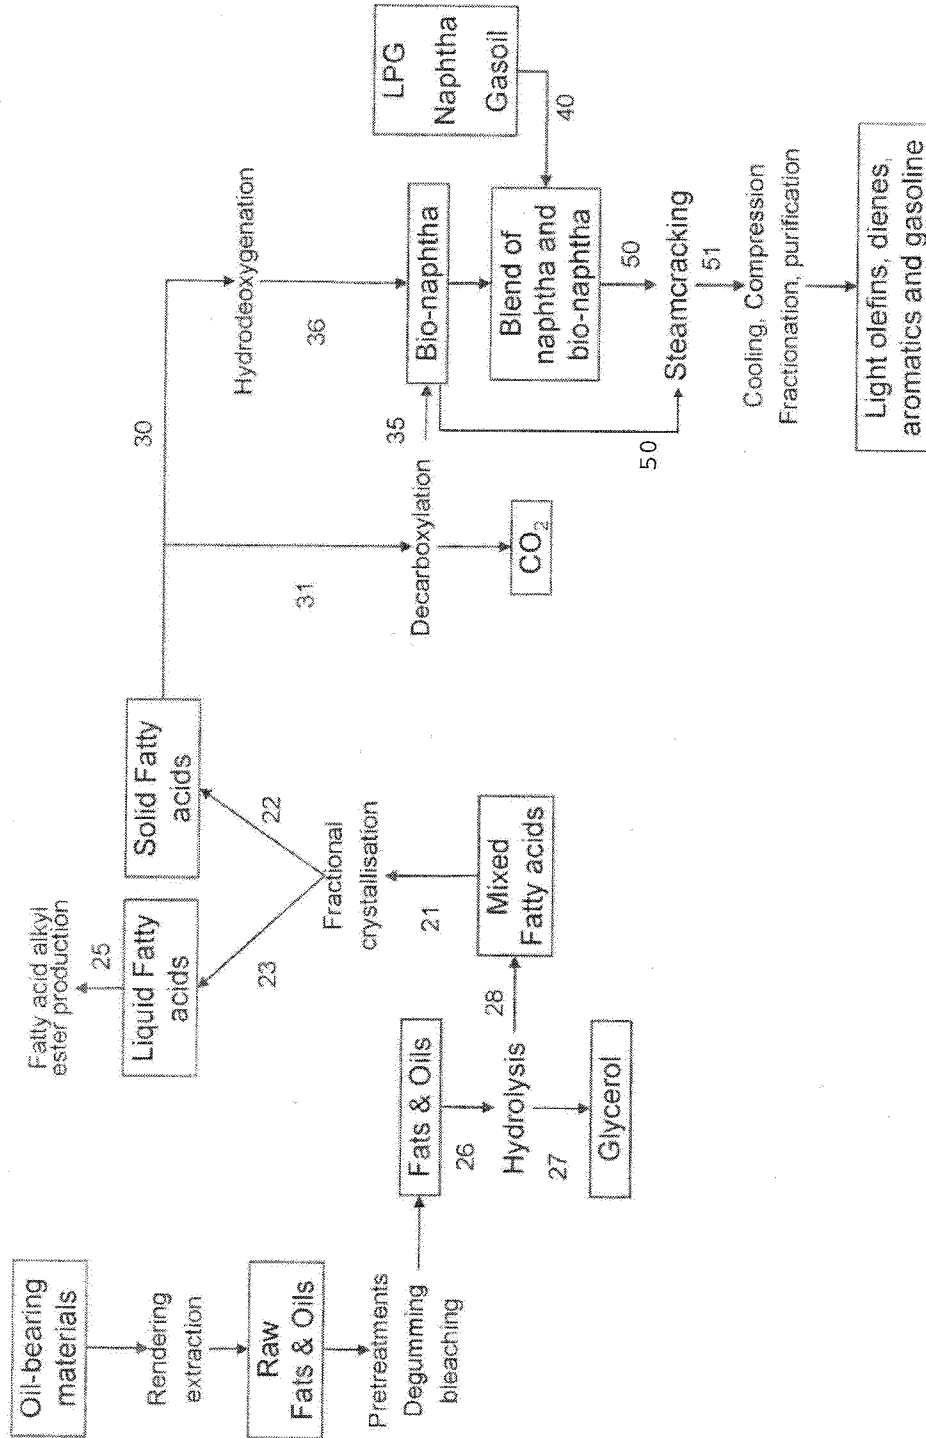 Oil-bearing
materials
Rendering
extraction
Raw
Fats & Oils
Pretreatments
Degumming
bleaching
Fats & Oils
26
Hydrolysis
27
Glycerol
28
Mixed
Fatty acids
21
Fractional
crystallisation
23
22
Liquid Fatty
acids
25
Fatty acid alkyl
ester production
Solid Fatty
acids
30
31
Decarboxylation
CO₂
35
Hydrodeoxygenation
36
Bio-naphtha
LPG
Naphtha
Gasoil
40
Blend of
naphtha and
bio-naphtha
50
50
Steamcracking
51
Cooling, Compression
Fractionation, purification
Light olefins, dienes,
aromatics and gasoline